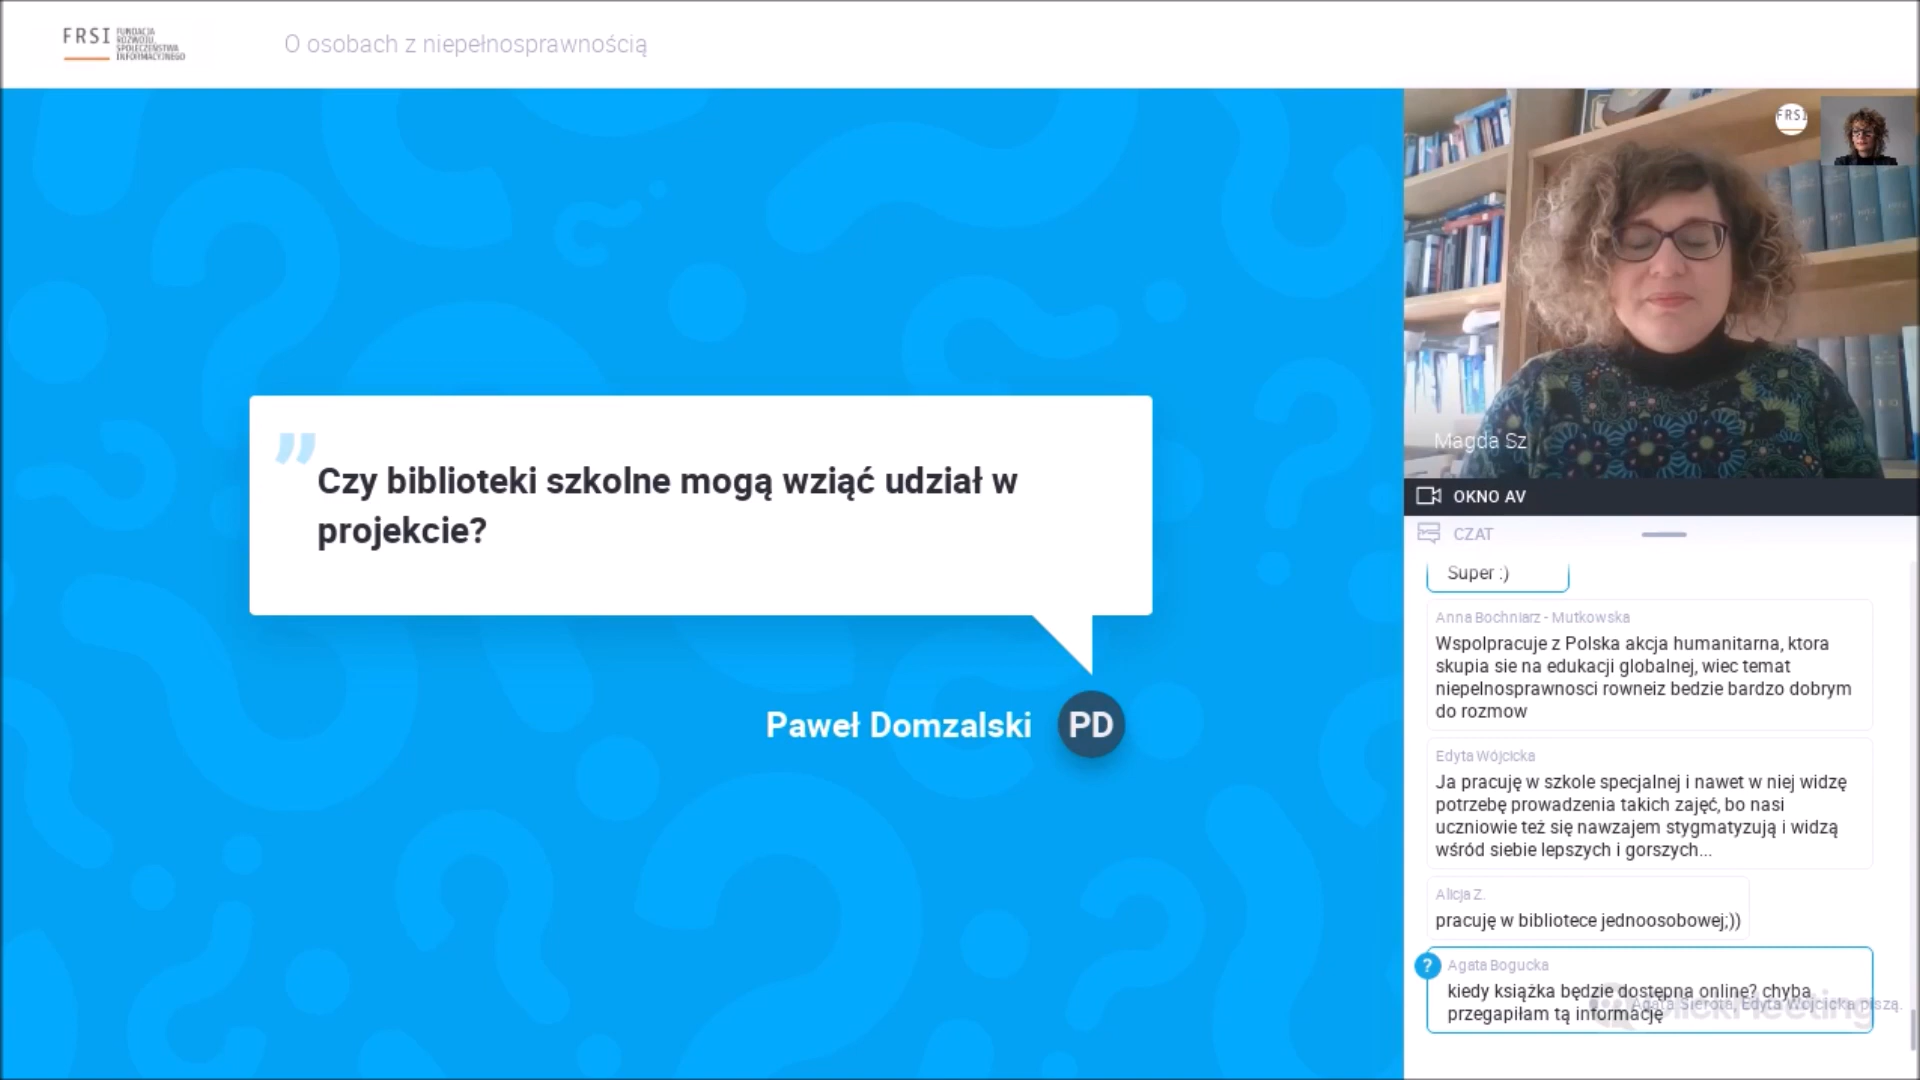 FRSI
FUNDACJA
ROZWOJU
SPOŁECZEŃSTWA
INFORMACYJNEGO
O osobach z niepełnosprawnością
”
Czy biblioteki szkolne mogą wziąć udział w
projekcie?
Paweł Domzalski
PD
FRSI
Magda Sz
OKNO AV
CZAT
Super :)
Anna Bochniarz - Mutkowska
Wspolpracuje z Polska akcja humanitarna, ktora
skupia sie na edukacji globalnej, wiec temat
niepelnosprawnosci rowneiz bedzie bardzo dobrym
do rozmow
Edyta Wójcicka
Ja pracuję w szkole specjalnej i nawet w niej widzę
potrzebę prowadzenia takich zajęć, bo nasi
uczniowie też się nawzajem stygmatyzują i widzą
wśród siebie lepszych i gorszych...
Alicja Z.
pracuję w bibliotece jednoosobowej;))
?
Agata Bogucka
kiedy książka będzie dostępna online? chyba
przegapiłam tą informację
Agata Sierota, Edyta Wójcicka piszą.
ClickMeeting